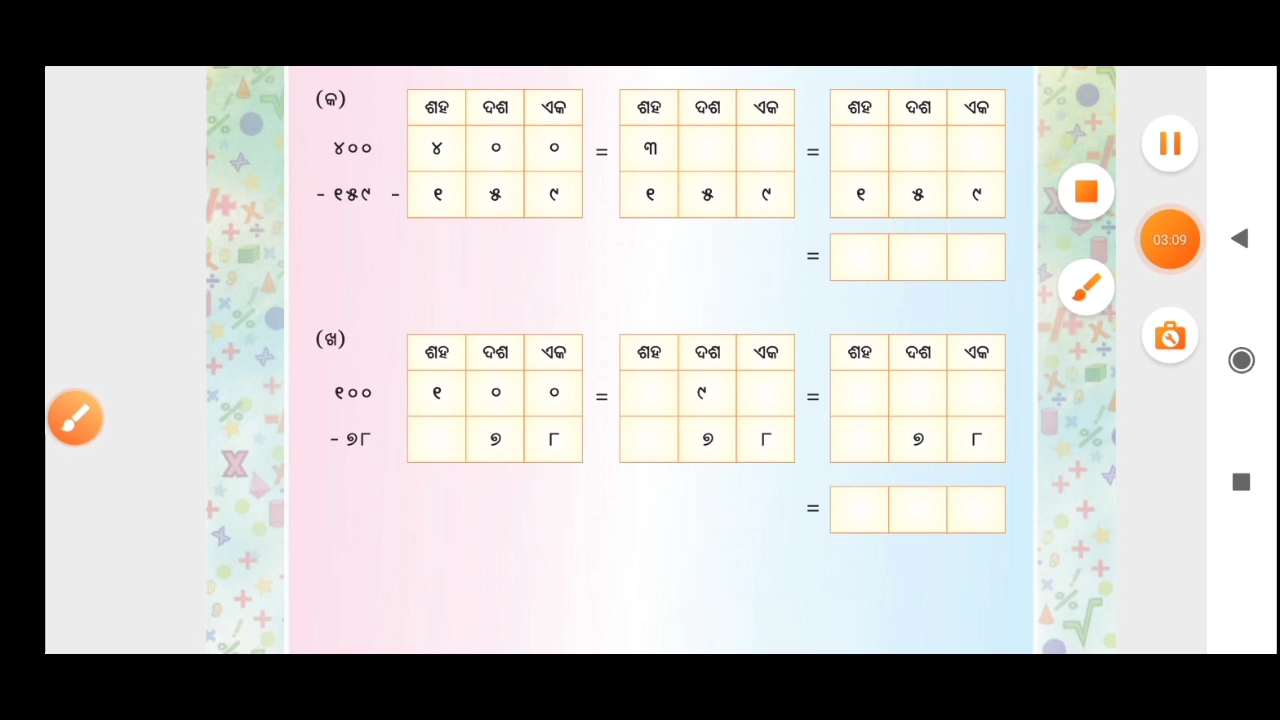 (କ)
ଶହ ଦଶ ଏକ ଶହ ଦଶ ଏକ ଶହ ଦଶ ଏକ
୪୦୦ ୪ ୦ ୦ = ୩ =
- ୧୫୯ - ୧ ୫ ୯ ୧ ୫ ୯ ୧ ୫ ୯
=
(ଖ)
ଶହ ଦଶ ଏକ ଶହ ଦଶ ଏକ ଶହ ଦଶ ଏକ
୧୦୦ ୧ ୦ ୦ = ୯ =
- ୭୮ ୭ ୮ ୭ ୮ ୭ ୮
=
03:09